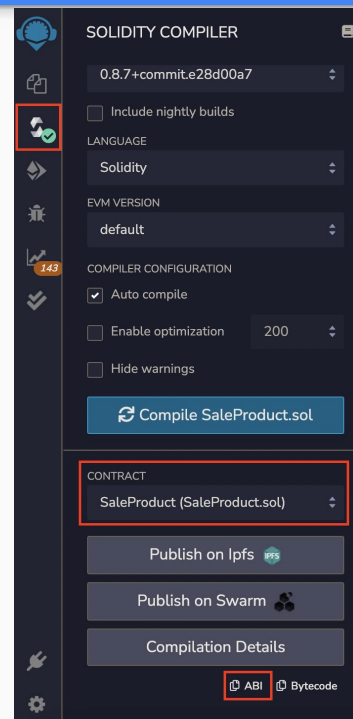 SOLIDITY COMPILER
0.8.7+commit.e28d00a7
Include nightly builds
LANGUAGE
Solidity
EVM VERSION
default
143
COMPILER CONFIGURATION
Auto compile
Enable optimization 200
Hide warnings
Compile SaleProduct.sol
CONTRACT
SaleProduct (SaleProduct.sol)
Publish on Ipfs IPFS
Publish on Swarm
Compilation Details
ABI Bytecode